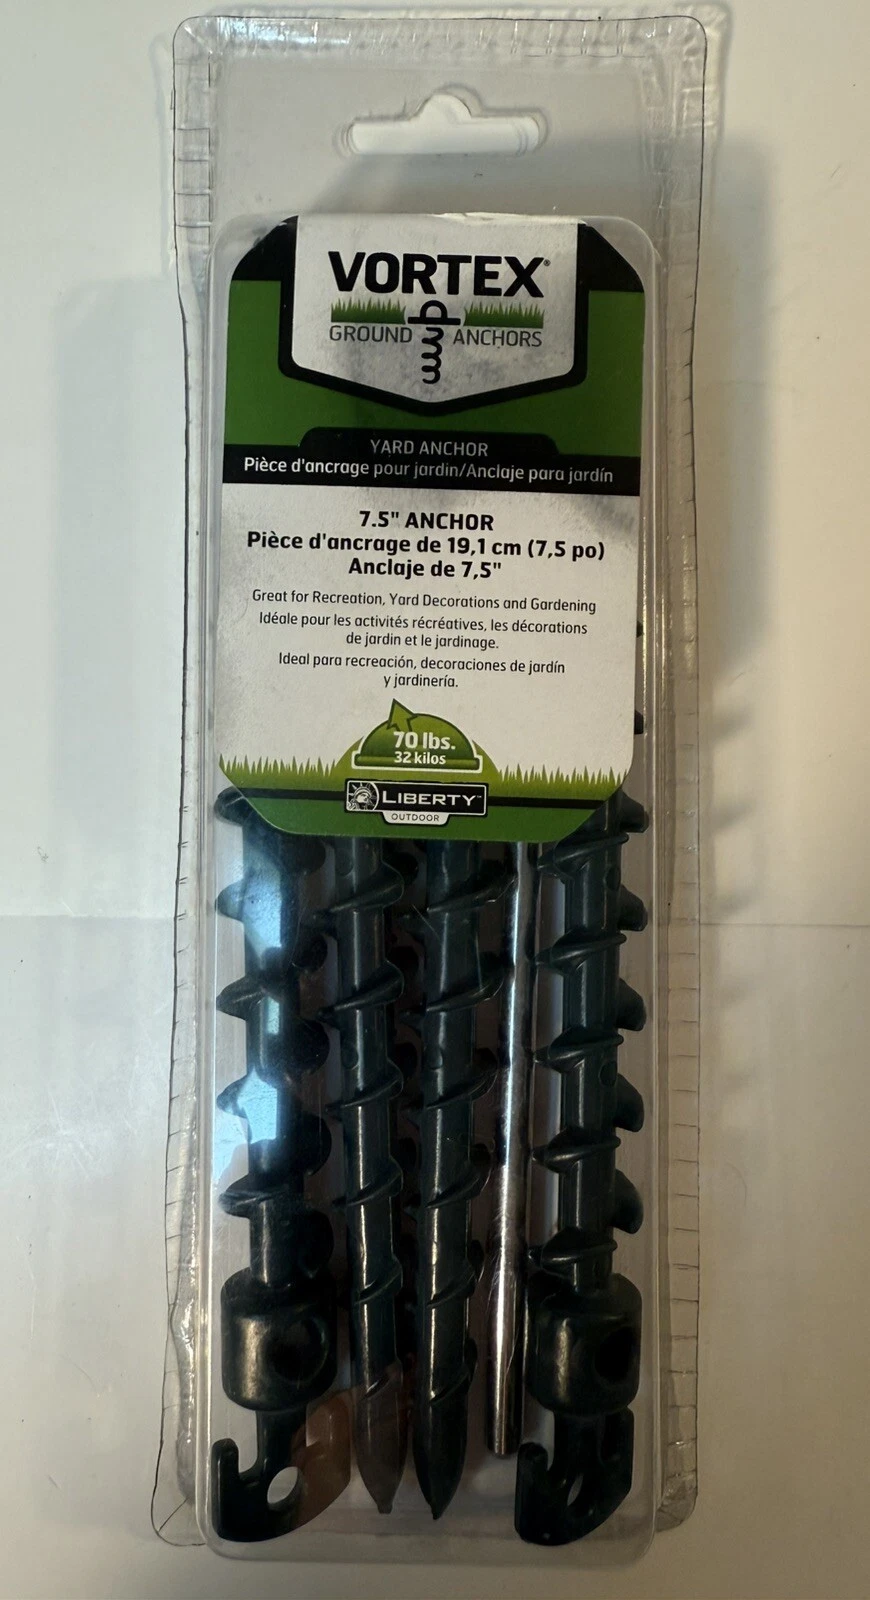 VORTEX®
GROUND ANCHORS
YARD ANCHOR
Pièce d'ancrage pour jardin/Anclaje para jardín
7.5" ANCHOR
Pièce d'ancrage de 19,1 cm (7,5 po)
Anclaje de 7,5"
Great for Recreation, Yard Decorations and Gardening
Idéale pour les activités récréatives, les décorations
de jardin et le jardinage.
Ideal para recreación, decoraciones de jardín
y jardinería.
70 lbs.
32 kilos
LIBERTY™
OUTDOOR